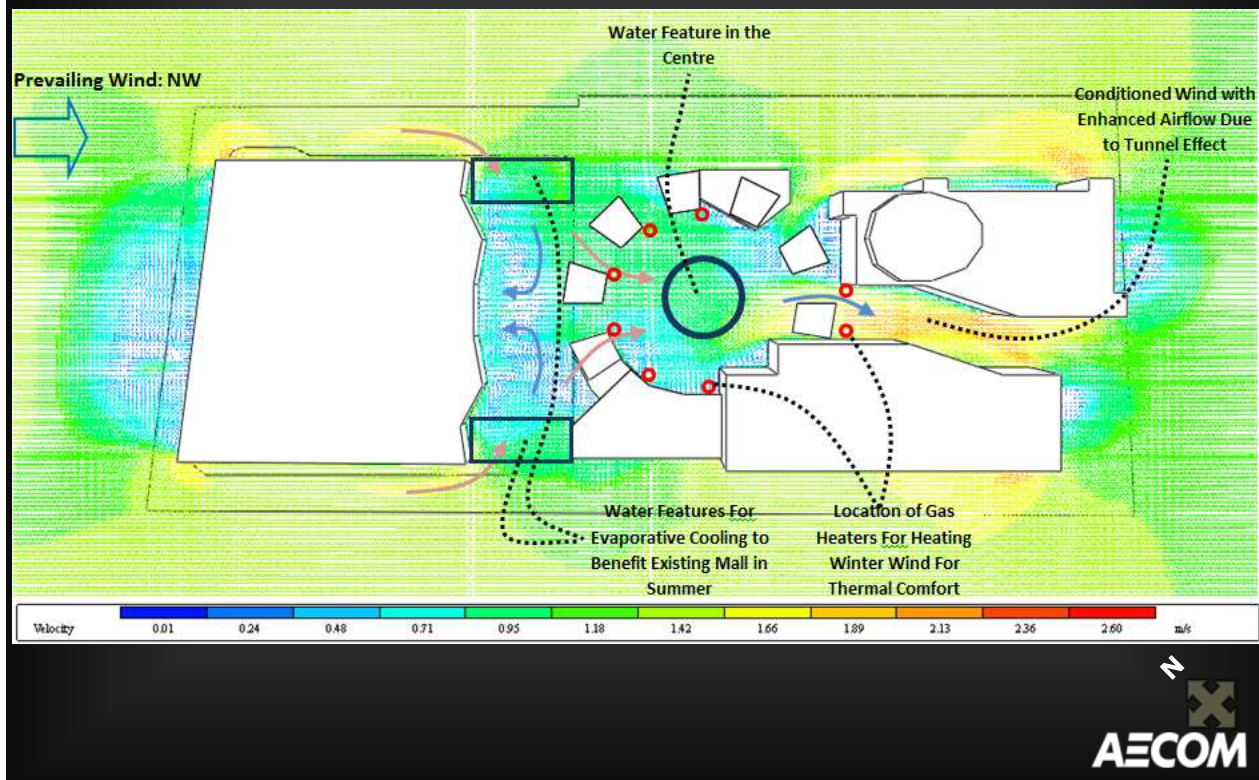 Water Feature in the
Centre
Prevailing Wind: NW
Conditioned Wind with
Enhanced Airflow Due
to Tunnel Effect
Water Features For
Evaporative Cooling to
Benefit Existing Mall in
Summer
Location of Gas
Heaters For Heating
Winter Wind For
Thermal Comfort
Velocity 0.01 0.24 0.48 0.71 0.95 1.18 1.42 1.66 1.89 2.13 2.36 2.60 m/s
N
AECOM